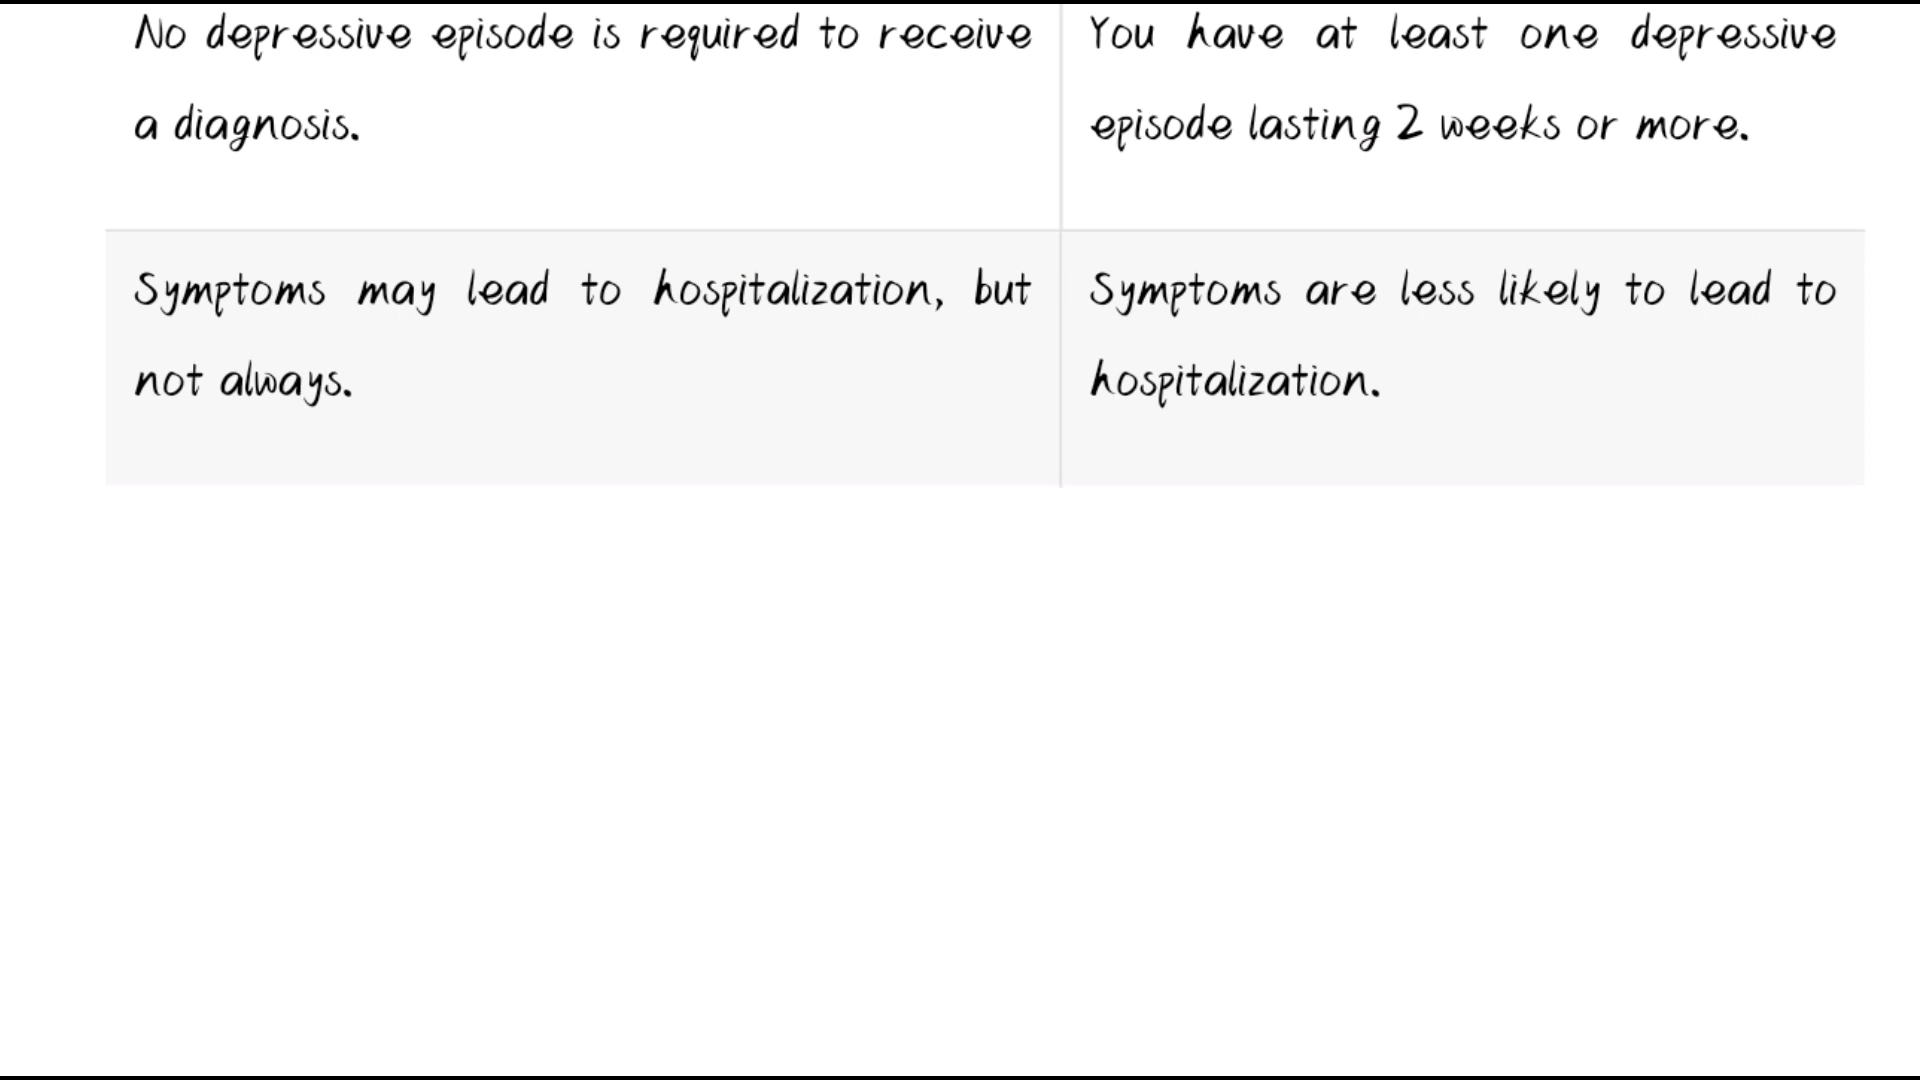 No depressive episode is required to receive
a diagnosis.
You have at least one depressive
episode lasting 2 weeks or more.
Symptoms may lead to hospitalization, but
not always.
Symptoms are less likely to lead to
hospitalization.